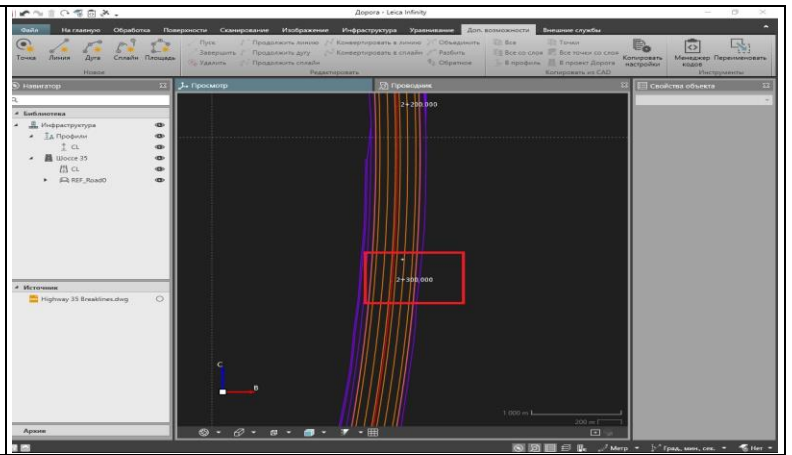 Дорога - Leica Infinity
Файл На главную Обработка Поверхности Сканирование Изображение Инфраструктура Уравнивание Доп. возможности Внешние службы
Точка Линия Дуга Сплайн Площадь
Пуск Продолжить линию Конвертировать в линию Объединить
Завершить Продолжить дугу Конвертировать в сплайн Разбить
Удалить Продолжить сплайн Обратное
Все Точки
Все со слоя Все точки со слоя
В профиль В проект Дорога
Копировать настройки
Менеджер кодов
Переименовать
Новое Редактировать Копировать из CAD Инструменты
Навигатор
Просмотр
Проводник
Свойства объекта
Библиотека
Инфраструктура
Профили
CL
Шоссе 35
CL
REF_Road0
2+200,000
2+300,000
Источник
Highway 35 Breaklines.dwg
С
В
1 000 m
200 m
Архив
Метр Град, мин, сек. Нет